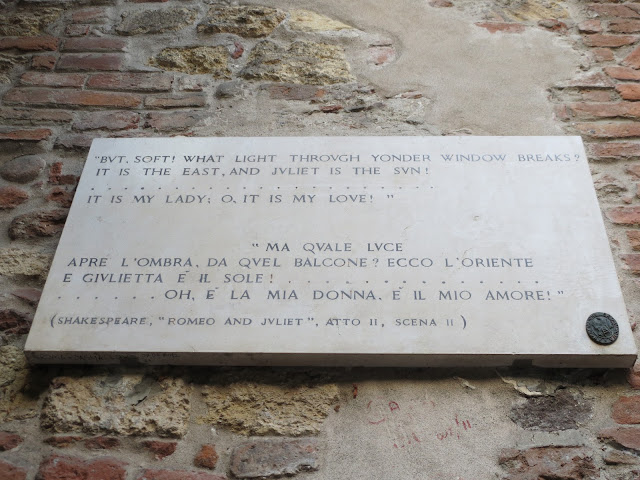 "BVT, SOFT! WHAT LIGHT THROVGH YONDER WINDOW BREAKS?
IT IS THE EAST, AND JVLIET IS THE SVN!
. . . . . . . . . . . . . . . . . . . . . . . .
IT IS MY LADY; O, IT IS MY LOVE! "
" MA QVALE LVCE
APRE L'OMBRA, DA QVEL BALCONE? ECCO L'ORIENTE
E GIVLIETTA È IL SOLE! . . . . . . . . . . . . . . . . . .
. . . . . . . OH, È LA MIA DONNA, È IL MIO AMORE!"
(SHAKESPEARE, "ROMEO AND JVLIET", ATTO II, SCENA II)